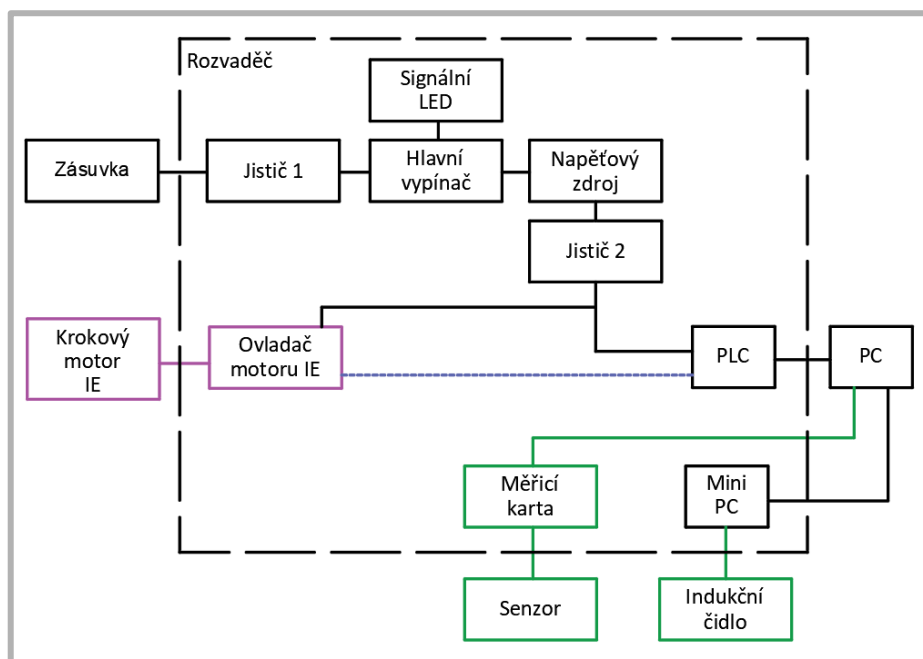 Rozvaděč
Signální
LED
Zásuvka
Jistič 1
Hlavní
vypínač
Napěťový
zdroj
Jistič 2
Krokový
motor
IE
Ovladač
motoru IE
PLC
PC
Měřicí
karta
Mini
PC
Senzor
Indukční
čidlo